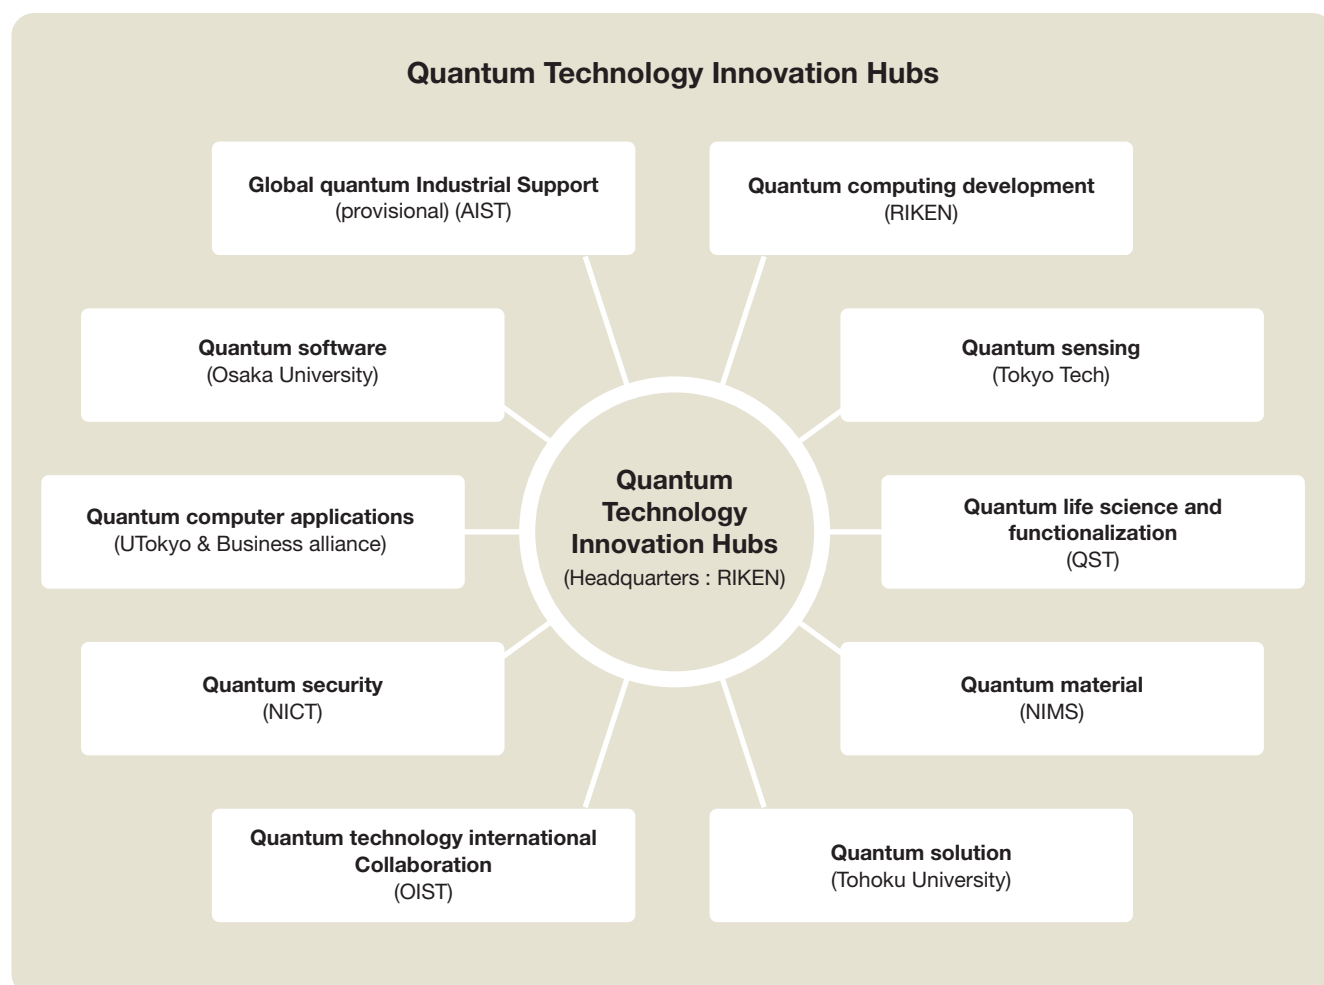 Quantum Technology Innovation Hubs
Global quantum Industrial Support
(provisional) (AIST)
Quantum computing development
(RIKEN)
Quantum software
(Osaka University)
Quantum sensing
(Tokyo Tech)
Quantum computer applications
(UTokyo & Business alliance)
Quantum
Technology
Innovation Hubs
(Headquarters : RIKEN)
Quantum life science and
functionalization
(QST)
Quantum security
(NICT)
Quantum material
(NIMS)
Quantum technology international
Collaboration
(OIST)
Quantum solution
(Tohoku University)